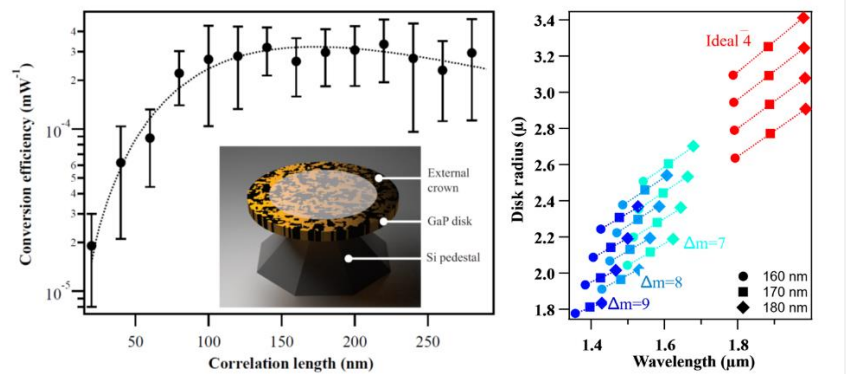 Conversion efficiency (mW⁻¹)
4
3
2
10⁻⁴
6
5
4
3
2
10⁻⁵
50
100
150
200
250
Correlation length (nm)
External
crown
GaP disk
Si pedestal
Disk radius (μ)
3.4
3.2
3.0
2.8
2.6
2.4
2.2
2.0
1.8
1.4
1.6
1.8
Wavelength (μm)
Ideal 4̄
Δm=7
Δm=8
Δm=9
160 nm
170 nm
180 nm